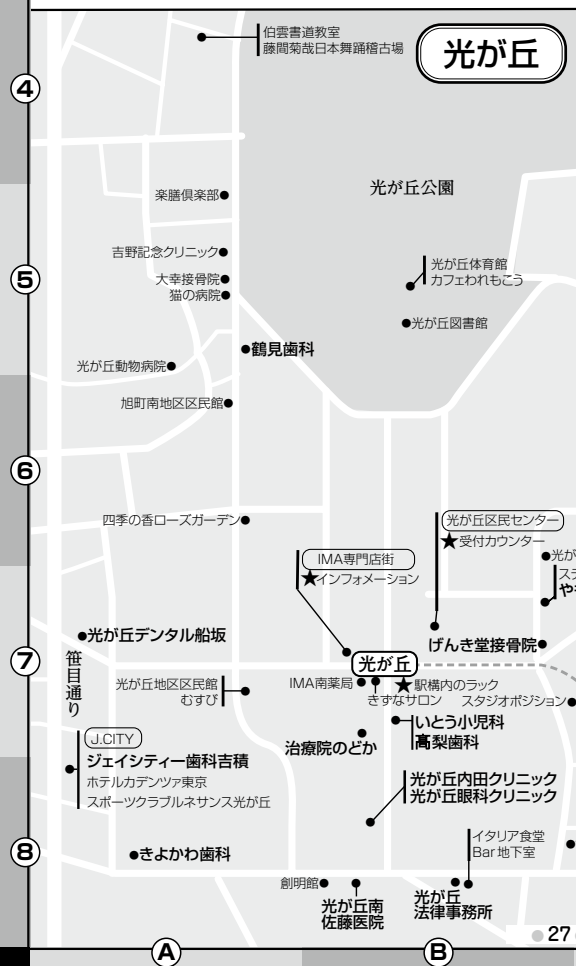 伯雲書道教室
藤間菊哉日本舞踊稽古場
光が丘
④
光が丘公園
楽膳倶楽部
吉野記念クリニック
⑤
大幸接骨院
猫の病院
光が丘体育館
カフェわれもこう
光が丘図書館
鶴見歯科
光が丘動物病院
旭町南地区区民館
⑥
四季の香ローズガーデン
光が丘区民センター
★受付カウンター
IMA専門店街
★インフォメーション
光が
ステ
や
光が丘デンタル船坂
げんき堂接骨院
⑦
笹目通り
光が丘
光が丘地区区民館
むすび
IMA南薬局
きずなサロン
★駅構内のラック
スタジオポジション
いとう小児科
髙梨歯科
治療院のどか
J.CITY
ジェイシティー歯科吉積
ホテルカデンツァ東京
スポーツクラブルネサンス光が丘
光が丘内田クリニック
光が丘眼科クリニック
⑧
きよかわ歯科
イタリア食堂
Bar 地下室
創明館
光が丘南
佐藤医院
光が丘
法律事務所
27
Ⓐ
Ⓑ